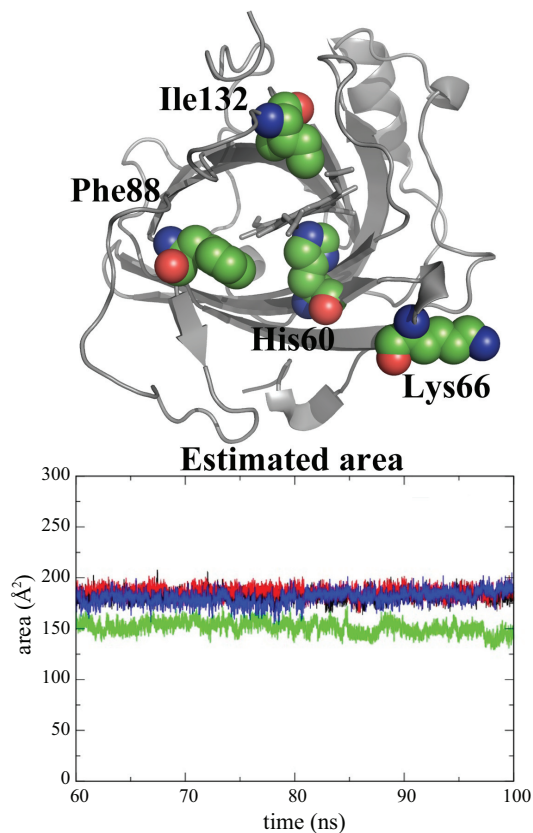 Ile132
Phe88
His60
Lys66
Estimated area
300
250
200
150
100
50
0
area (Å²)
60 70 80 90 100
time (ns)